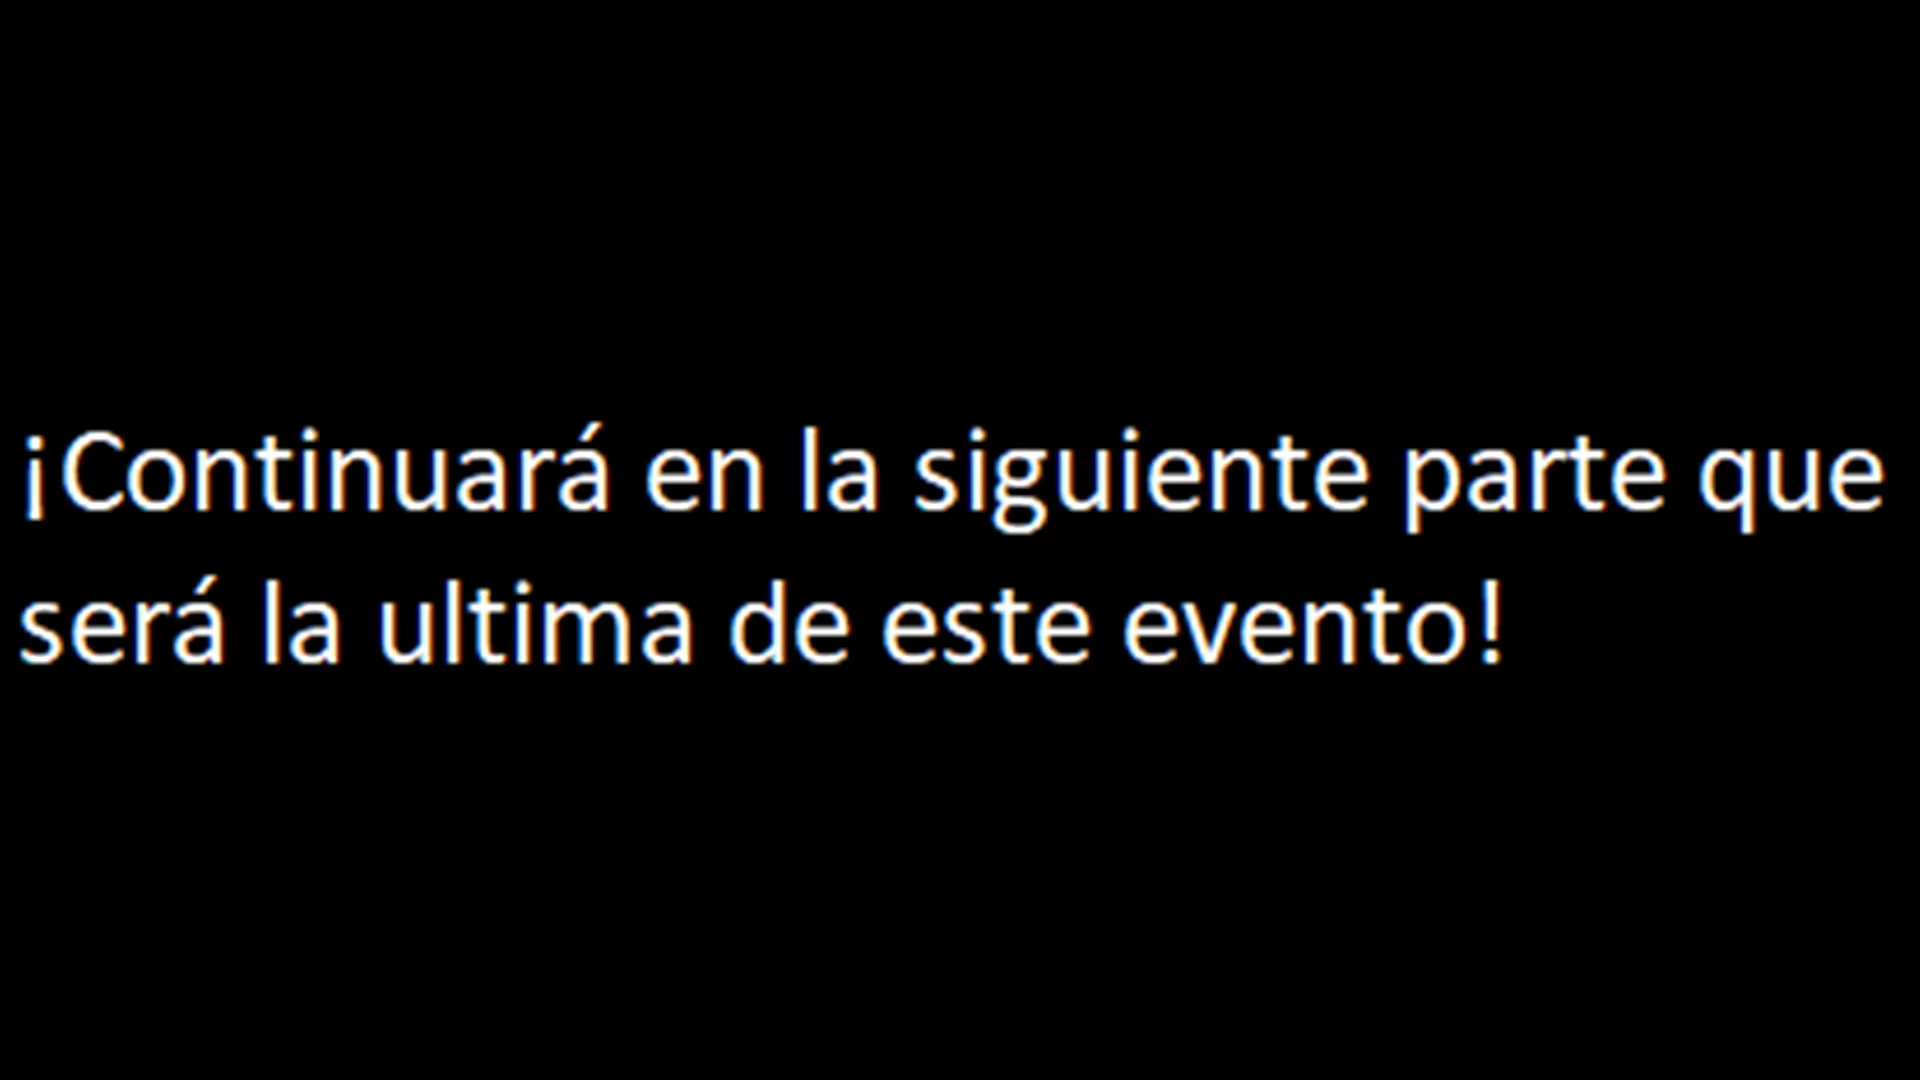 ¡Continuará en la siguiente parte que
será la ultima de este evento!